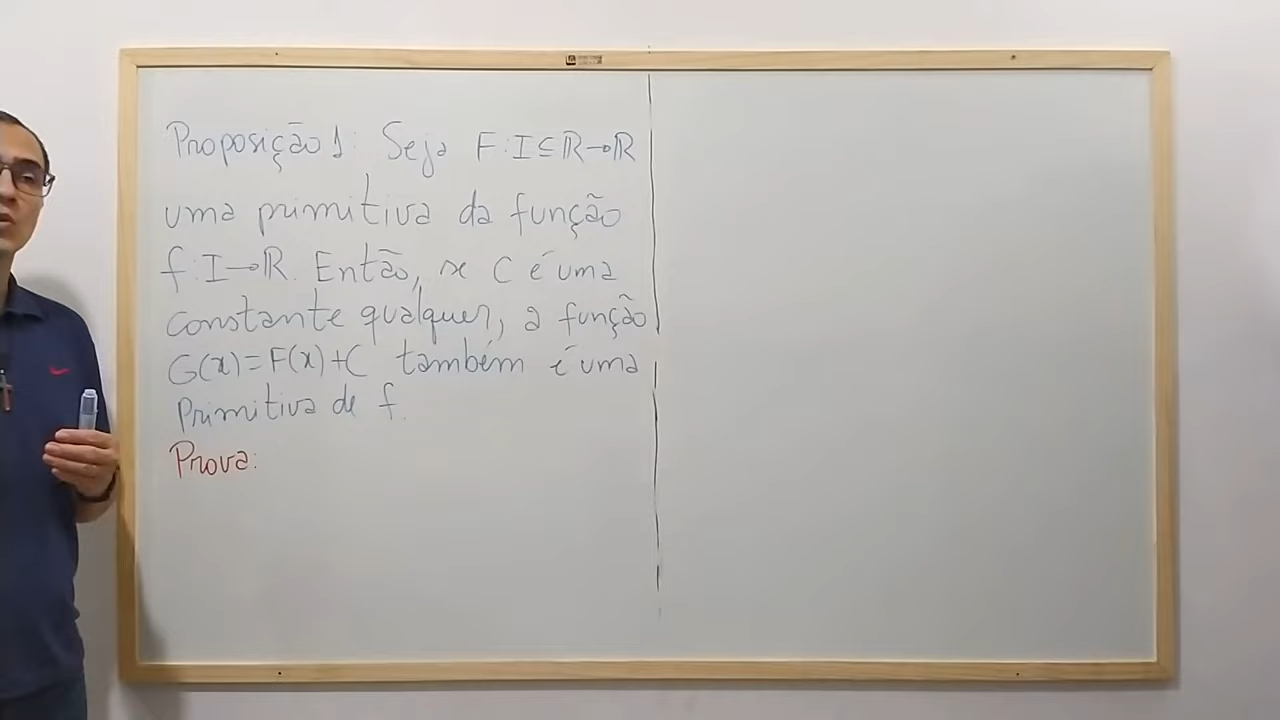 Proposição 1: Seja F: I ⊆ ℝ → ℝ
uma primitiva da função
f: I → ℝ. Então, se C é uma
constante qualquer, a função
G(x) = F(x) + C também é uma
Primitiva de f.
Prova: